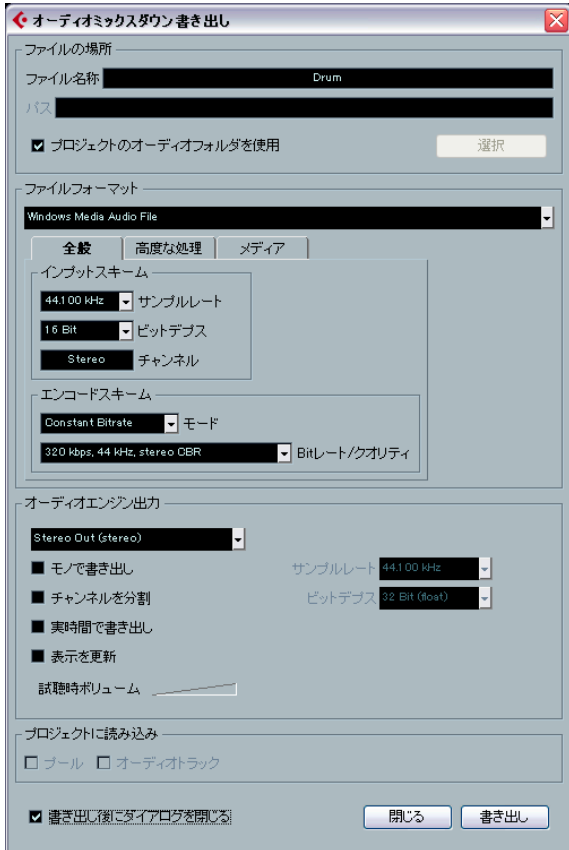 オーディオミックスダウン書き出し
ファイルの場所
ファイル名称 Drum
パス
プロジェクトのオーディオフォルダを使用 選択
ファイルフォーマット
Windows Media Audio File
全般 高度な処理 メディア
インプットスキーム
44.100 kHz サンプルレート
16 Bit ビットデプス
Stereo チャンネル
エンコードスキーム
Constant Bitrate モード
320 kbps, 44 kHz, stereo CBR Bitレート/クオリティ
オーディオエンジン出力
Stereo Out (stereo)
モノで書き出し サンプルレート 44.100 kHz
チャンネルを分割 ビットデプス 32 Bit (float)
実時間で書き出し
表示を更新
試聴時ボリューム
プロジェクトに読み込み
プール オーディオトラック
書き出し後にダイアログを閉じる 閉じる 書き出し